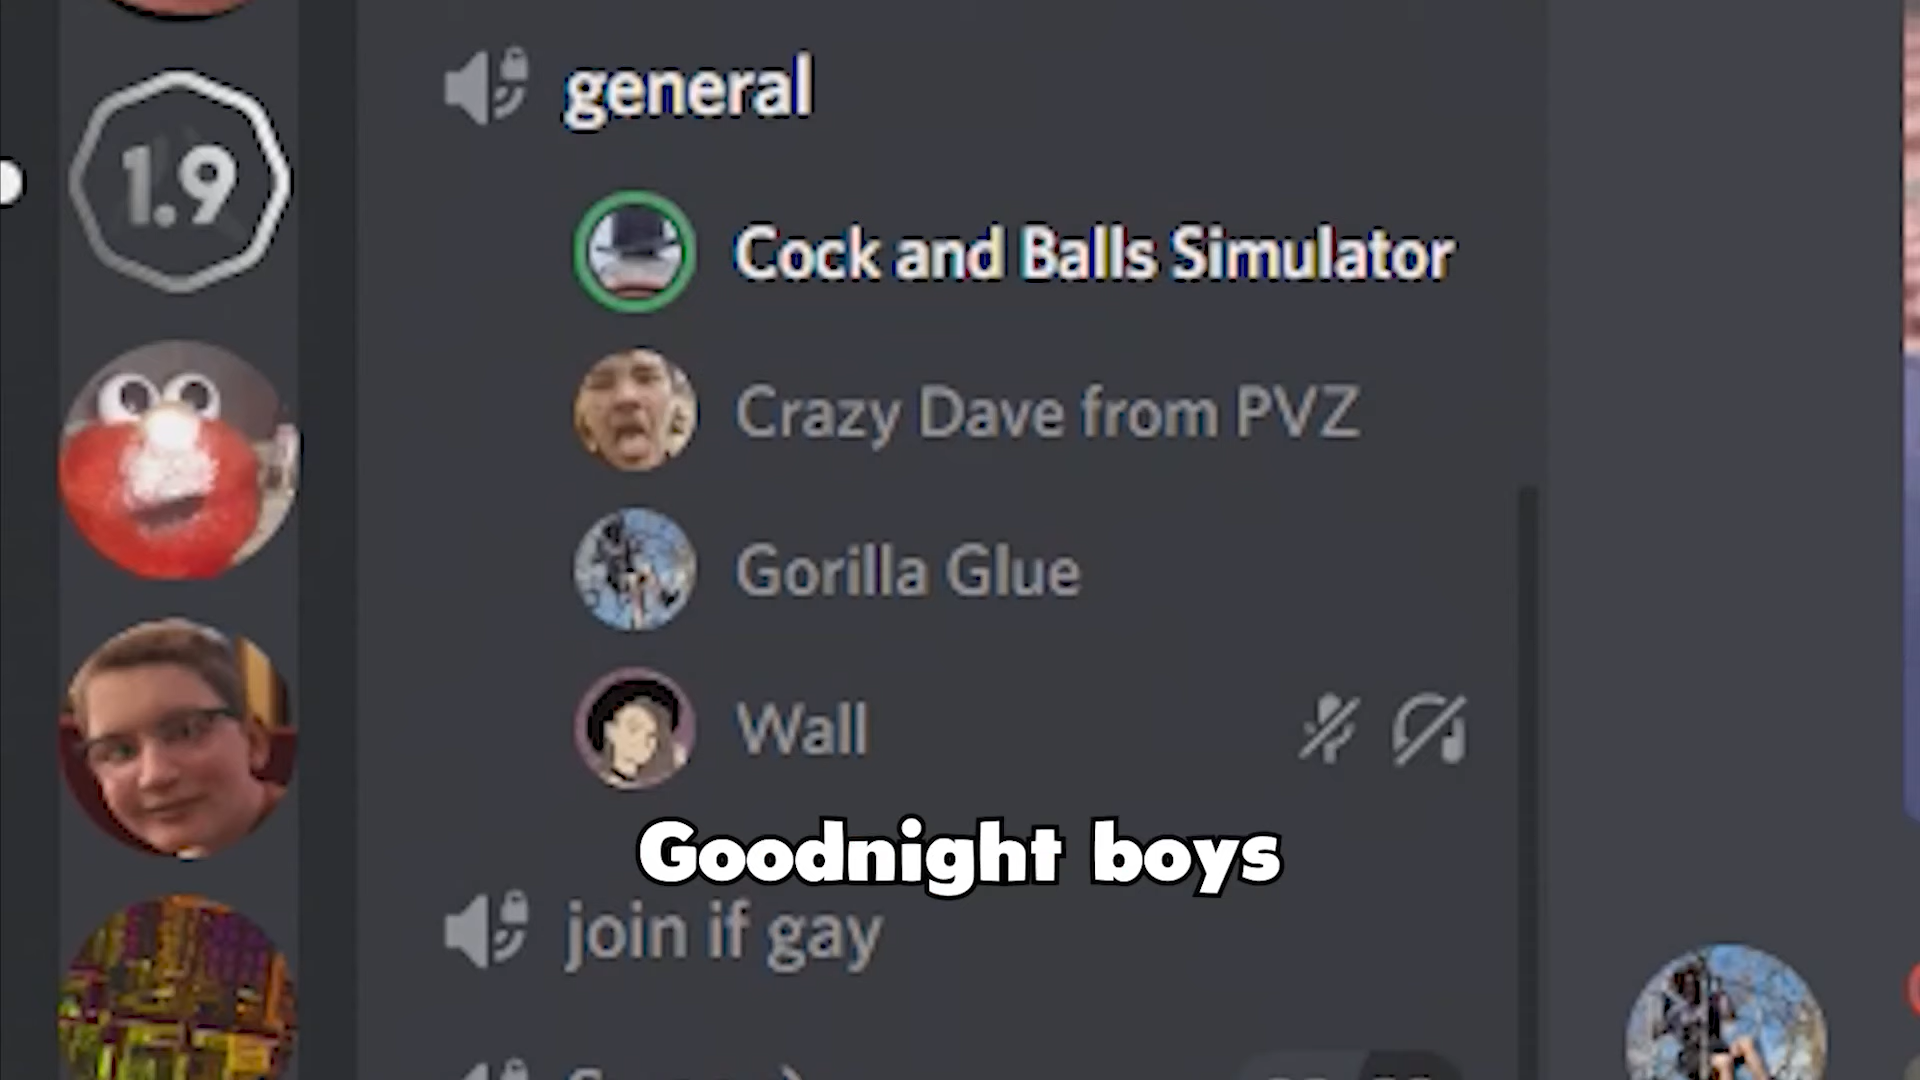 general
1.9
Cock and Balls Simulator
Crazy Dave from PVZ
Gorilla Glue
Wall
Goodnight boys
join if gay